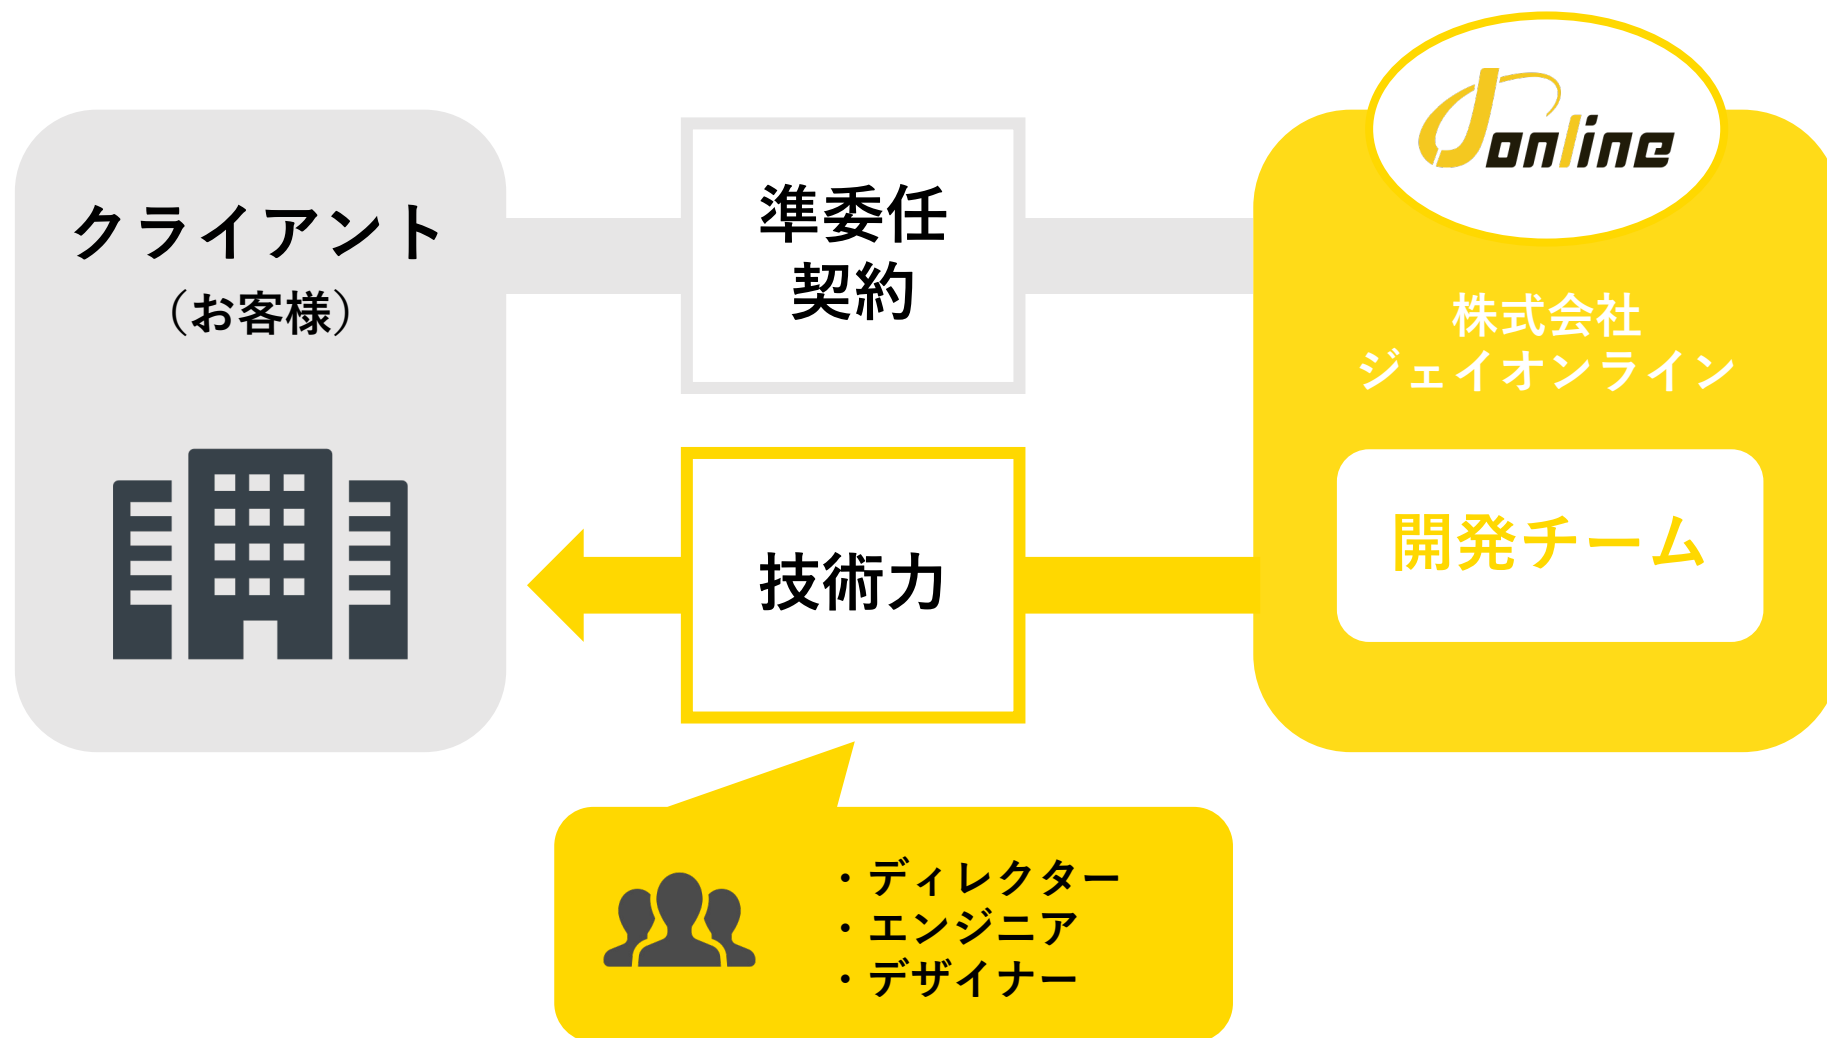 クライアント
（お客様）
準委任
契約
Jonline
株式会社
ジェイオンライン
開発チーム
技術力
・ディレクター
・エンジニア
・デザイナー